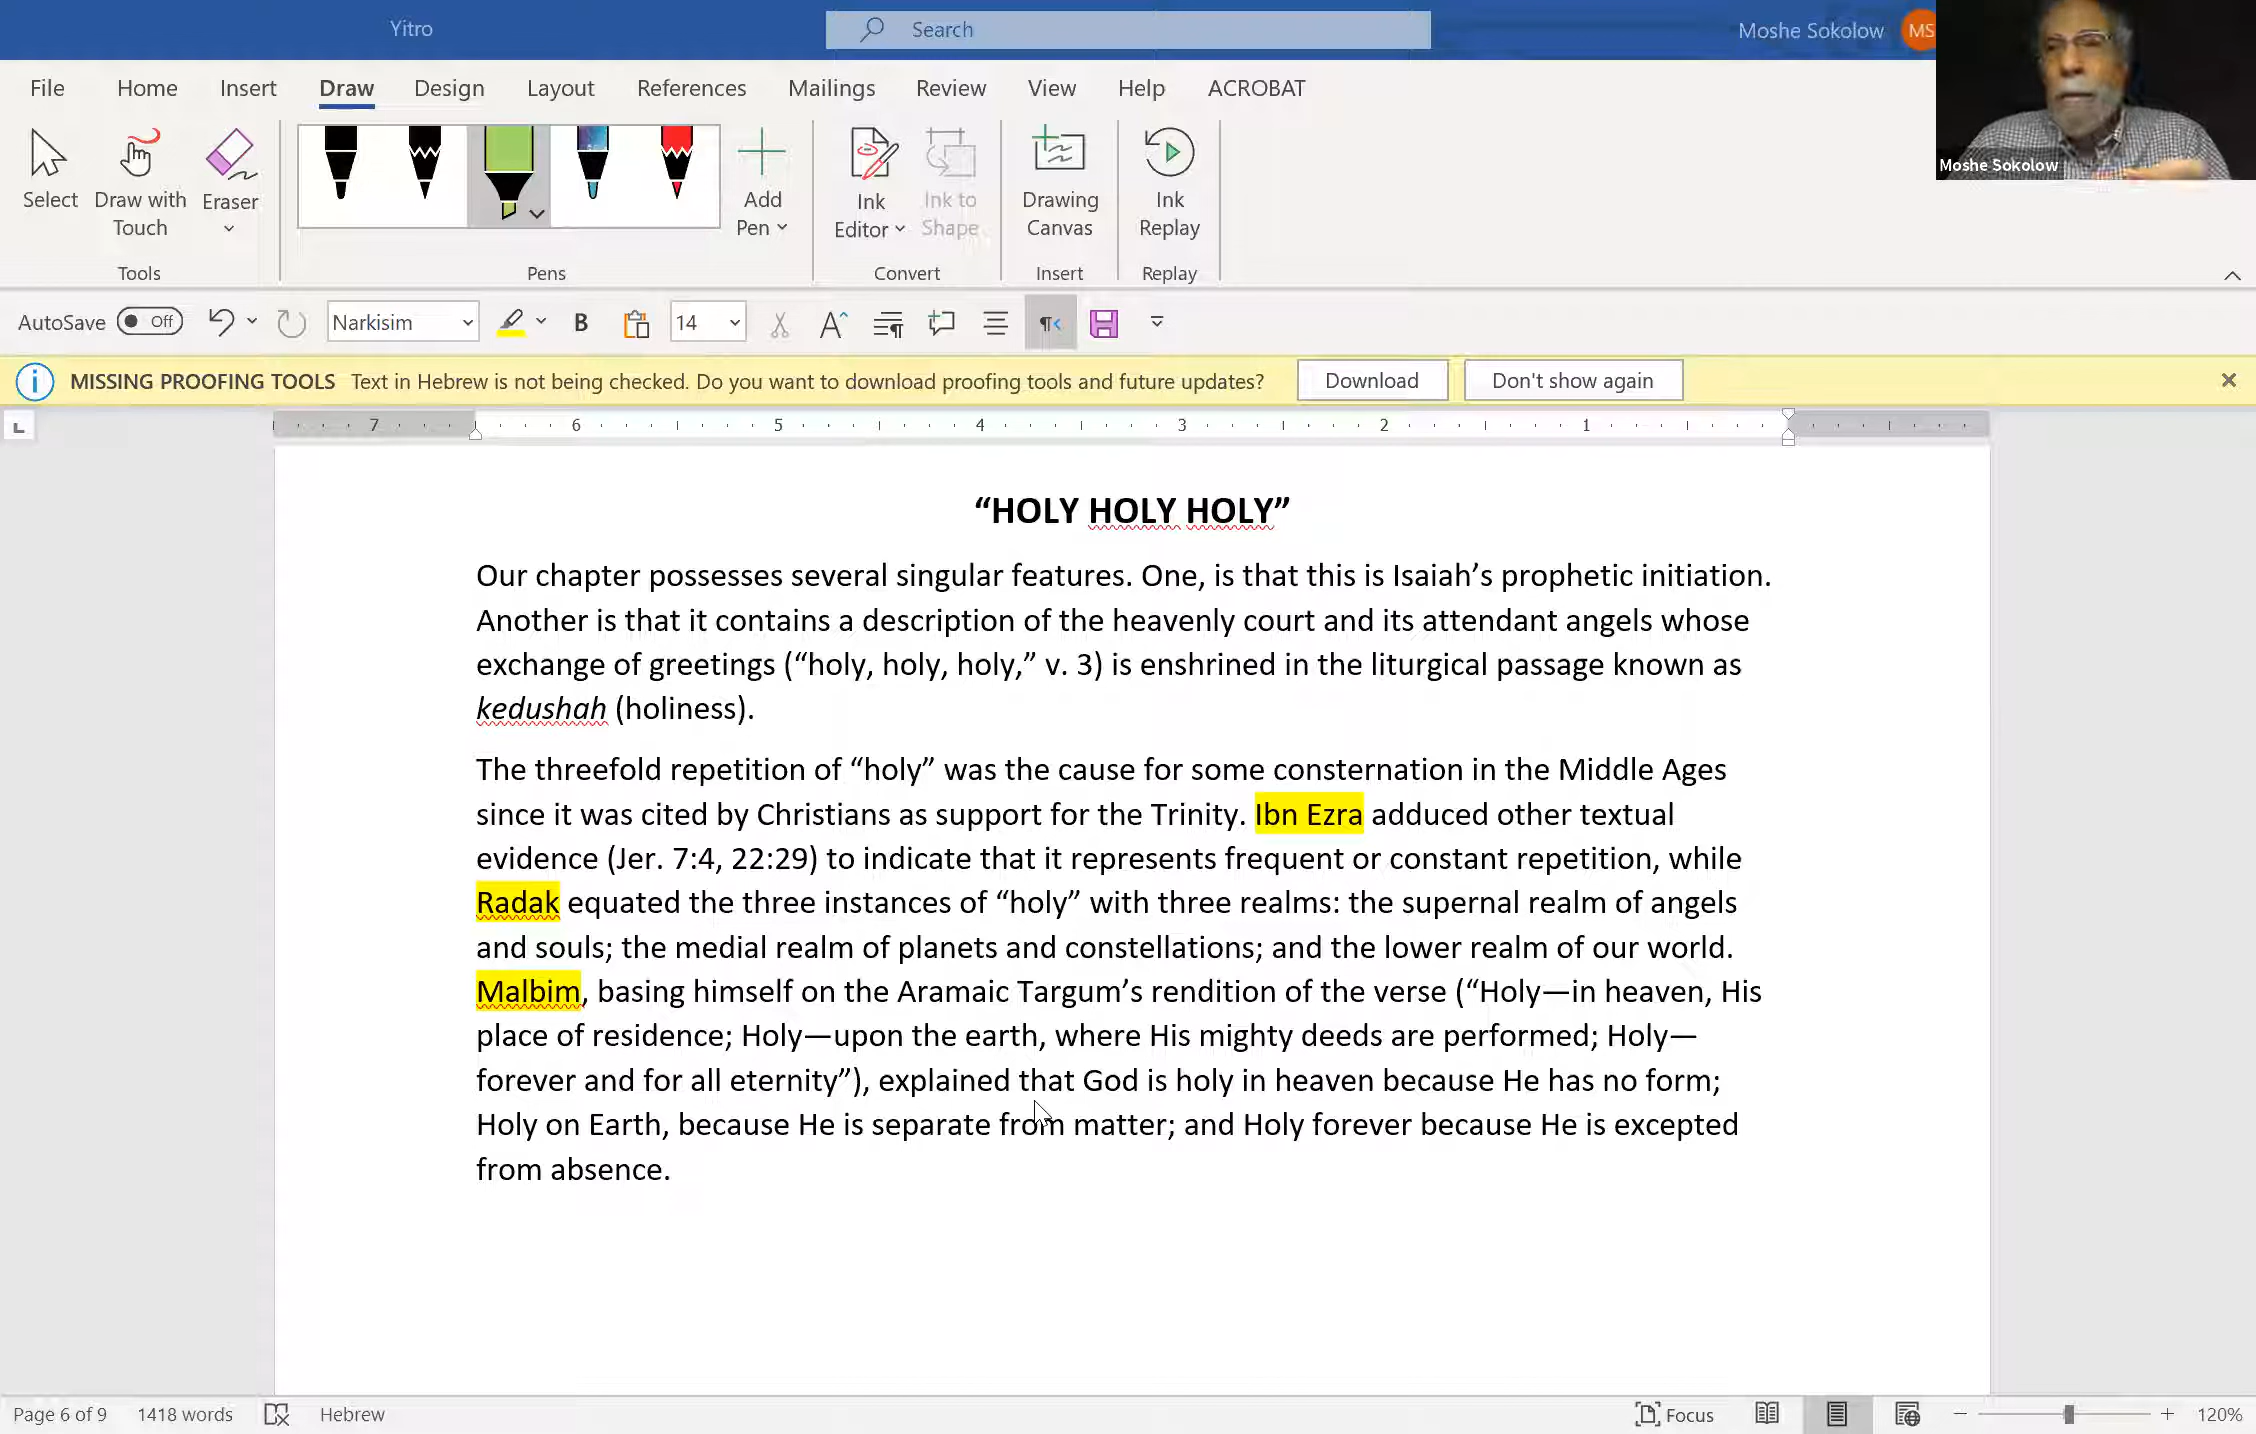 Yitro
Search
Moshe Sokolow
MS
File Home Insert Draw Design Layout References Mailings Review View Help ACROBAT
Moshe Sokolow
Select
Draw with
Touch
Eraser
Add
Pen
Ink
Editor
Ink to
Shape
Drawing
Canvas
Ink
Replay
Tools Pens Convert Insert Replay
AutoSave Off Narkisim B 14 A
MISSING PROOFING TOOLS Text in Hebrew is not being checked. Do you want to download proofing tools and future updates? Download Don't show again
7 6 5 4 3 2 1
“HOLY HOLY HOLY”
Our chapter possesses several singular features. One, is that this is Isaiah’s prophetic initiation.
Another is that it contains a description of the heavenly court and its attendant angels whose
exchange of greetings (“holy, holy, holy,” v. 3) is enshrined in the liturgical passage known as
kedushah (holiness).
The threefold repetition of “holy” was the cause for some consternation in the Middle Ages
since it was cited by Christians as support for the Trinity. Ibn Ezra adduced other textual
evidence (Jer. 7:4, 22:29) to indicate that it represents frequent or constant repetition, while
Radak equated the three instances of “holy” with three realms: the supernal realm of angels
and souls; the medial realm of planets and constellations; and the lower realm of our world.
Malbim, basing himself on the Aramaic Targum’s rendition of the verse (“Holy—in heaven, His
place of residence; Holy—upon the earth, where His mighty deeds are performed; Holy—
forever and for all eternity”), explained that God is holy in heaven because He has no form;
Holy on Earth, because He is separate from matter; and Holy forever because He is excepted
from absence.
Page 6 of 9 1418 words Hebrew Focus 120%